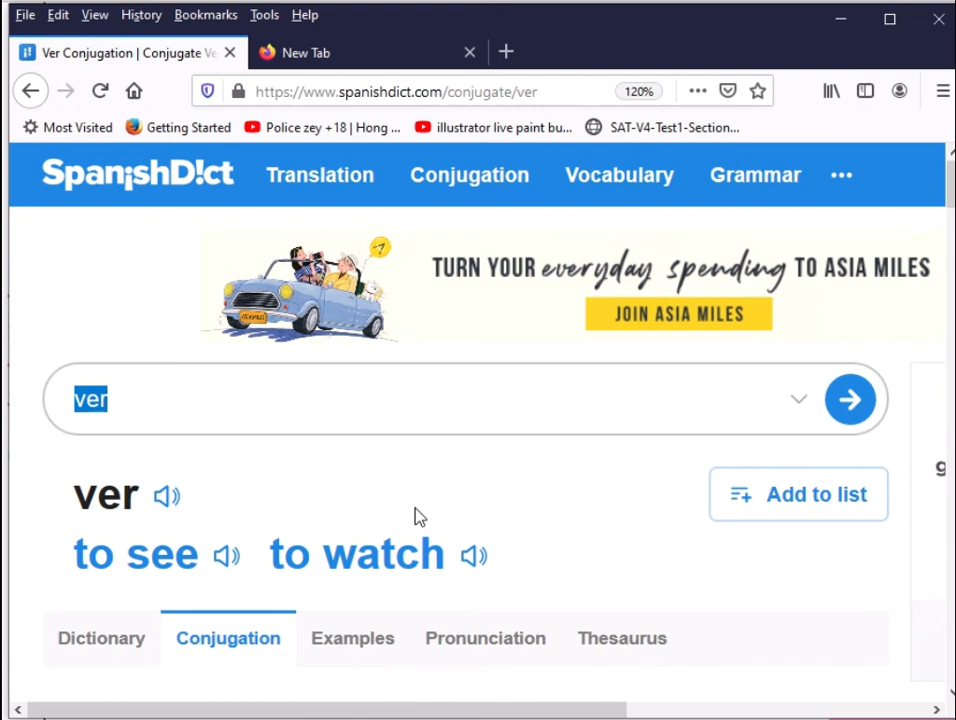 File Edit View History Bookmarks Tools Help
Ver Conjugation | Conjugate Ve
New Tab
https://www.spanishdict.com/conjugate/ver 120%
Most Visited Getting Started Police zey +18 | Hong ... illustrator live paint bu... SAT-V4-Test1-Section...
SpanishD!ct Translation Conjugation Vocabulary Grammar
TURN YOUR everyday spending TO ASIA MILES
JOIN ASIA MILES
ver
ver
Add to list
to see to watch
Dictionary Conjugation Examples Pronunciation Thesaurus